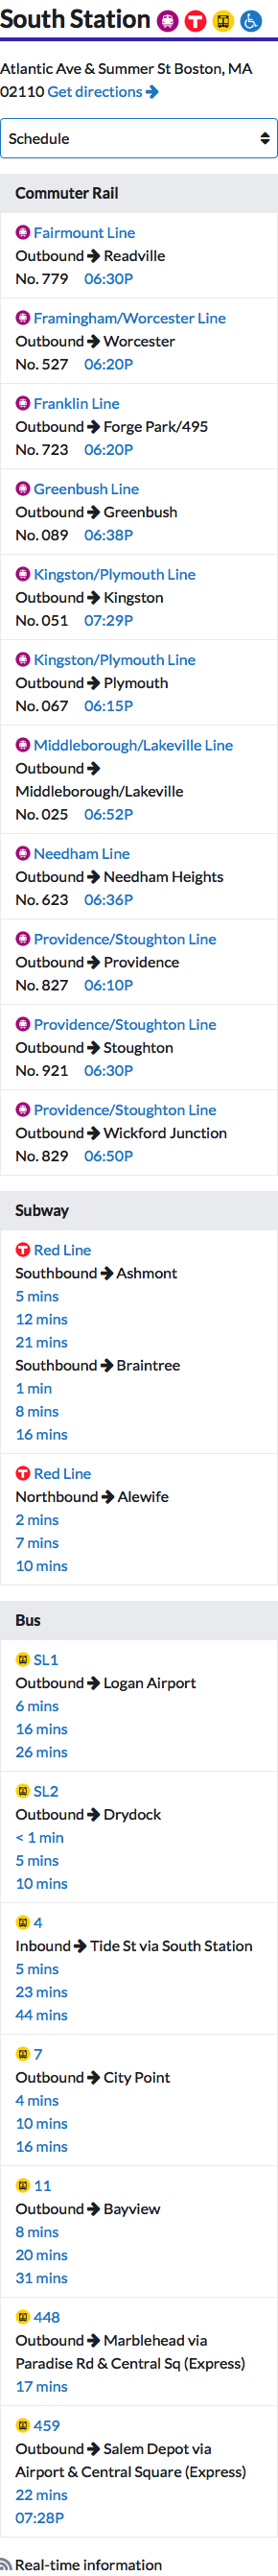 South Station
Atlantic Ave & Summer St Boston, MA
02110 Get directions
Schedule
Commuter Rail
Fairmount Line
Outbound Readville
No. 779 06:30P
Framingham/Worcester Line
Outbound Worcester
No. 527 06:20P
Franklin Line
Outbound Forge Park/495
No. 723 06:20P
Greenbush Line
Outbound Greenbush
No. 089 06:38P
Kingston/Plymouth Line
Outbound Kingston
No. 051 07:29P
Kingston/Plymouth Line
Outbound Plymouth
No. 067 06:15P
Middleborough/Lakeville Line
Outbound
Middleborough/Lakeville
No. 025 06:52P
Needham Line
Outbound Needham Heights
No. 623 06:36P
Providence/Stoughton Line
Outbound Providence
No. 827 06:10P
Providence/Stoughton Line
Outbound Stoughton
No. 921 06:30P
Providence/Stoughton Line
Outbound Wickford Junction
No. 829 06:50P
Subway
Red Line
Southbound Ashmont
5 mins
12 mins
21 mins
Southbound Braintree
1 min
8 mins
16 mins
Red Line
Northbound Alewife
2 mins
7 mins
10 mins
Bus
SL1
Outbound Logan Airport
6 mins
16 mins
26 mins
SL2
Outbound Drydock
< 1 min
5 mins
10 mins
4
Inbound Tide St via South Station
5 mins
23 mins
44 mins
7
Outbound City Point
4 mins
10 mins
16 mins
11
Outbound Bayview
8 mins
20 mins
31 mins
448
Outbound Marblehead via
Paradise Rd & Central Sq (Express)
17 mins
459
Outbound Salem Depot via
Airport & Central Square (Express)
22 mins
07:28P
Real-time information